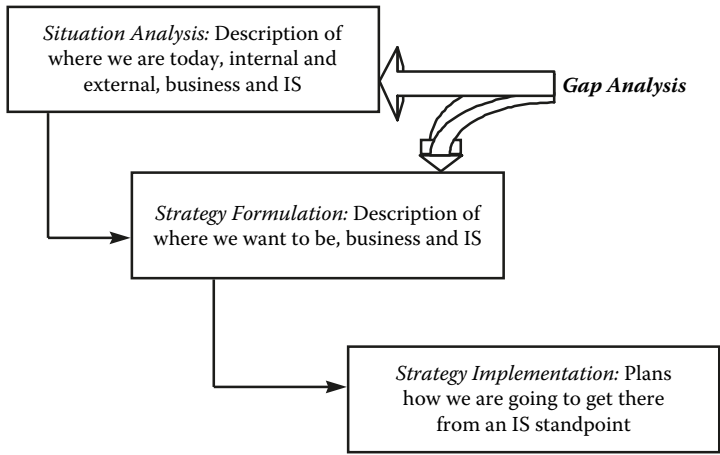 Situation Analysis: Description of
where we are today, internal and
external, business and IS
Gap Analysis
Strategy Formulation: Description of
where we want to be, business and IS
Strategy Implementation: Plans
how we are going to get there
from an IS standpoint